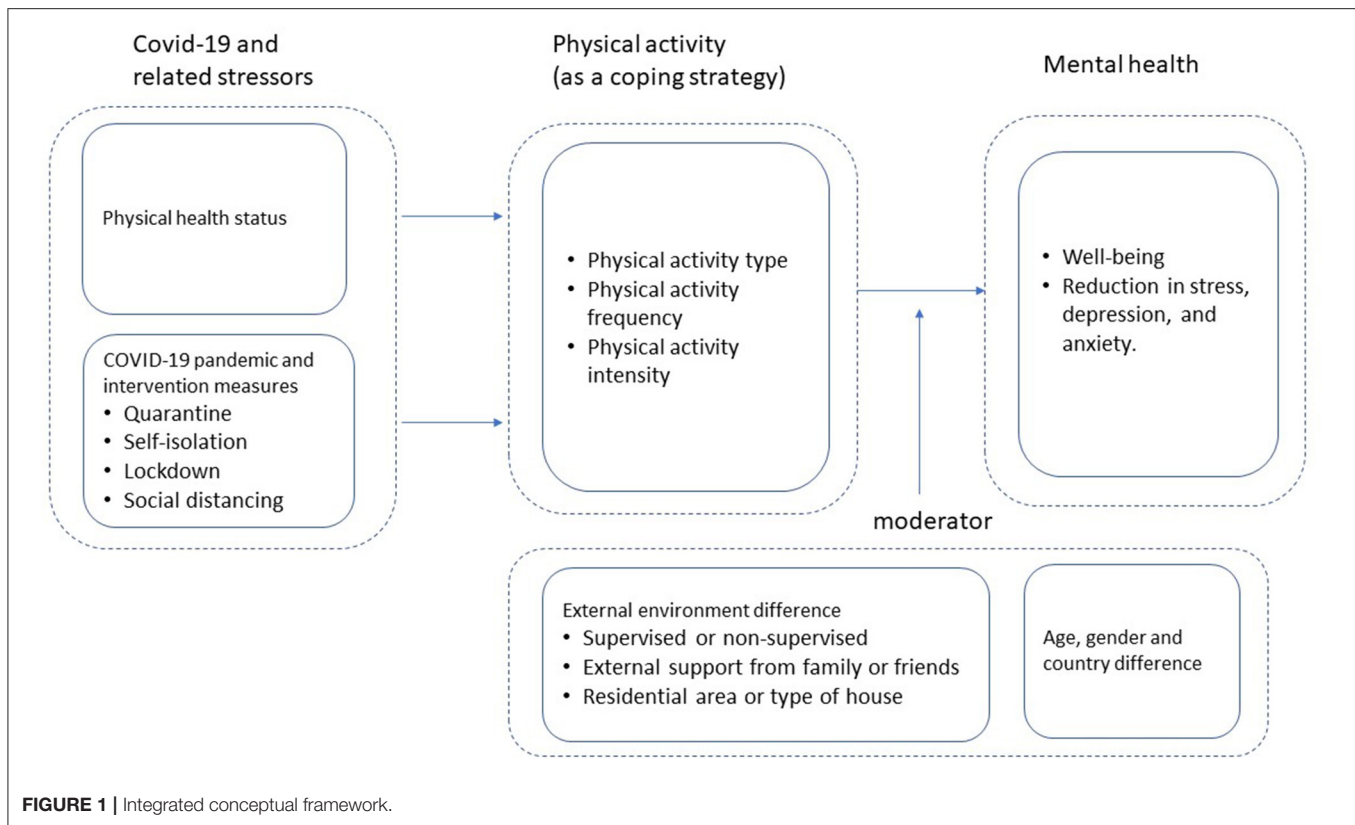 Covid-19 and
related stressors
Physical health status
COVID-19 pandemic and
intervention measures
• Quarantine
• Self-isolation
• Lockdown
• Social distancing
Physical activity
(as a coping strategy)
• Physical activity type
• Physical activity
frequency
• Physical activity
intensity
Mental health
• Well-being
• Reduction in stress,
depression, and
anxiety.
moderator
External environment difference
• Supervised or non-supervised
• External support from family or friends
• Residential area or type of house
Age, gender and
country difference
FIGURE 1 | Integrated conceptual framework.